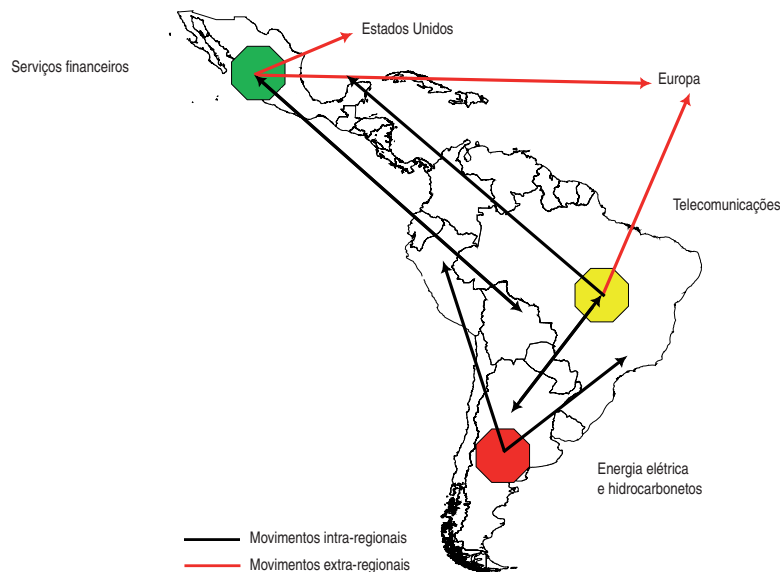 Estados Unidos
Serviços financeiros
Europa
Telecomunicações
Energia elétrica
e hidrocarbonetos
Movimentos intra-regionais
Movimentos extra-regionais